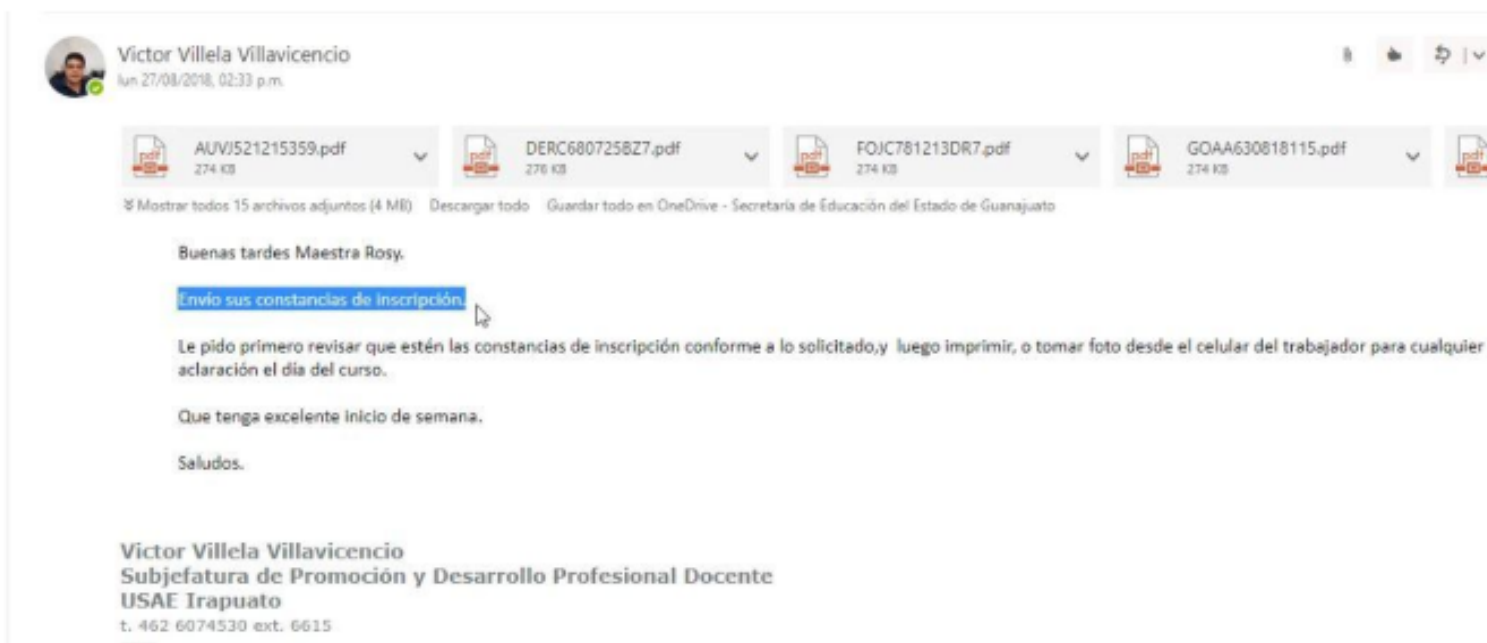 Victor Villela Villavicencio
lun 27/08/2018, 02:33 p.m.
AUVJ521215359.pdf
274 KB
DERC680725BZ7.pdf
276 KB
FOJC781213DR7.pdf
274 KB
GOAA630818115.pdf
274 KB
pdf
Mostrar todos 15 archivos adjuntos (4 MB) Descargar todo Guardar todo en OneDrive - Secretaría de Educación del Estado de Guanajuato
Buenas tardes Maestra Rosy.
Envío sus constancias de inscripción.
Le pido primero revisar que estén las constancias de inscripción conforme a lo solicitado,y luego imprimir, o tomar foto desde el celular del trabajador para cualquier
aclaración el día del curso.
Que tenga excelente inicio de semana.
Saludos.
Victor Villela Villavicencio
Subjefatura de Promoción y Desarrollo Profesional Docente
USAE Irapuato
t. 462 6074530 ext. 6615